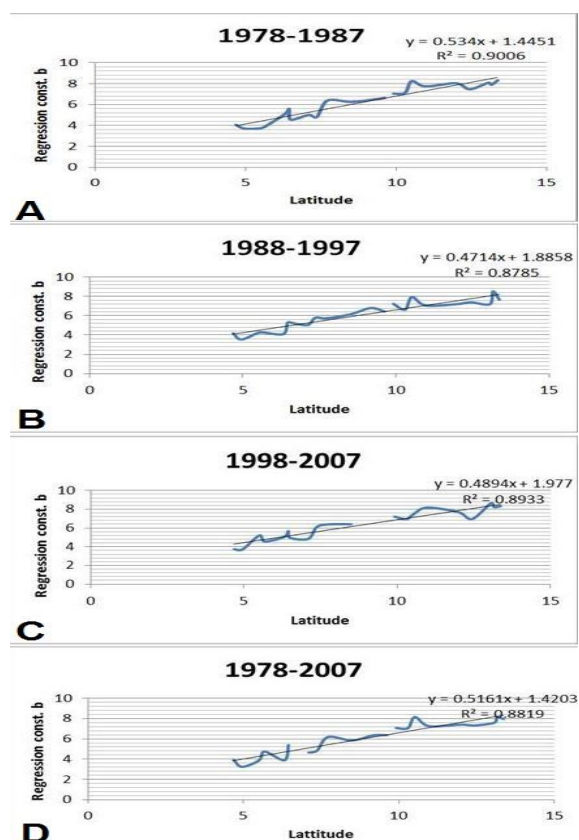 1978-1987
y = 0.534x + 1.4451
R² = 0.9006
Regression const. b
10
8
6
4
2
0
0 5 10 15
Latitude
A
1988-1997
y = 0.4714x + 1.8858
R² = 0.8785
Regression const. b
10
8
6
4
2
0
0 5 10 15
Latitude
B
1998-2007
y = 0.4894x + 1.977
R² = 0.8933
Regression const. b
10
8
6
4
2
0
0 5 10 15
Latitude
C
1978-2007
y = 0.5161x + 1.4203
R² = 0.8819
Regression const. b
10
8
6
4
2
0
0 5 10 15
Lattitude
D